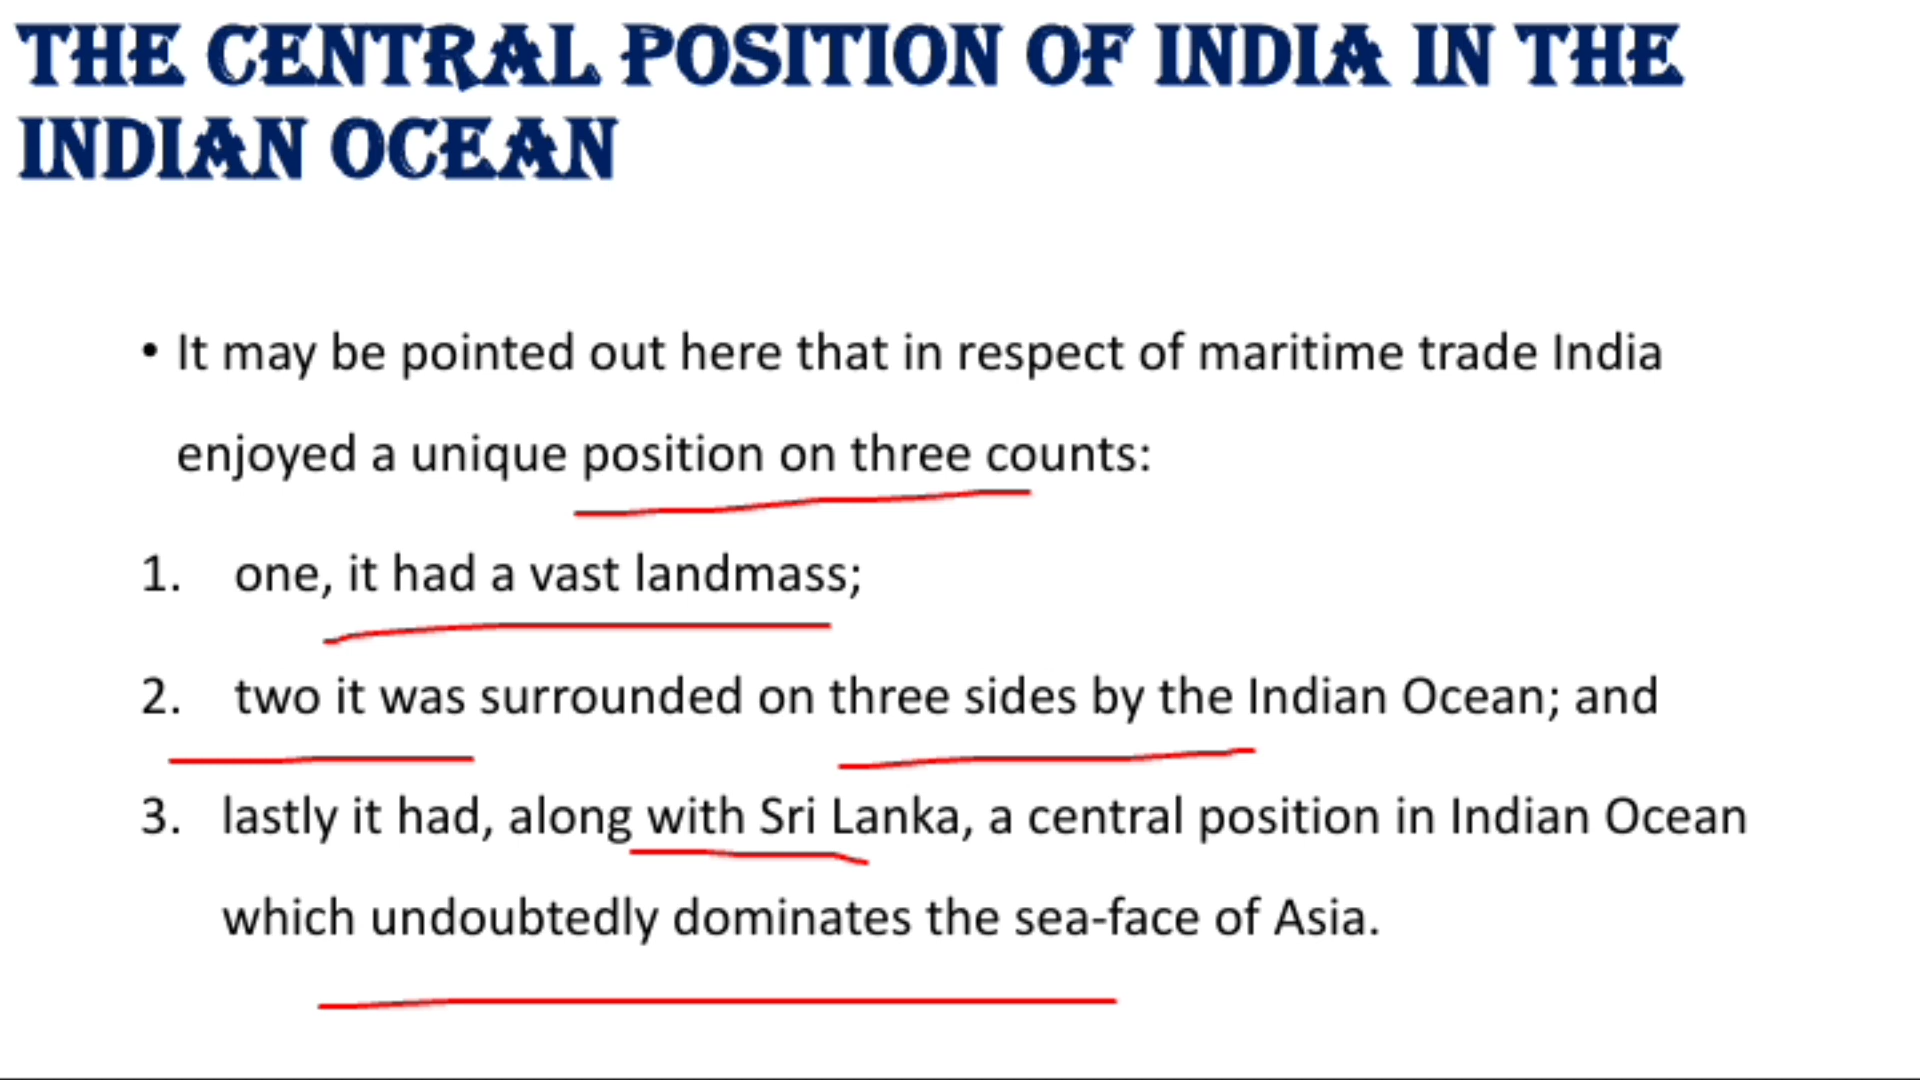 THE CENTRAL POSITION OF INDIA IN THE
INDIAN OCEAN
• It may be pointed out here that in respect of maritime trade India
enjoyed a unique position on three counts:
1. one, it had a vast landmass;
2. two it was surrounded on three sides by the Indian Ocean; and
3. lastly it had, along with Sri Lanka, a central position in Indian Ocean
which undoubtedly dominates the sea-face of Asia.